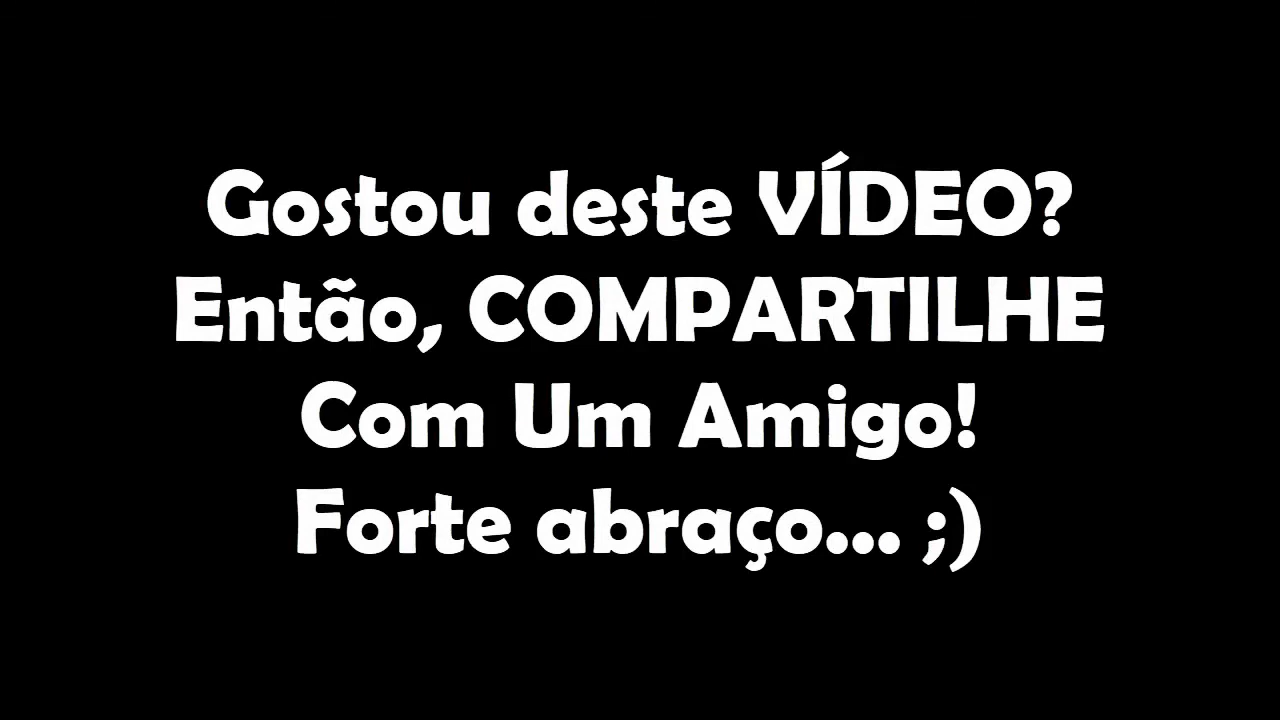 Gostou deste VÍDEO?
Então, COMPARTILHE
Com Um Amigo!
Forte abraço... ;)